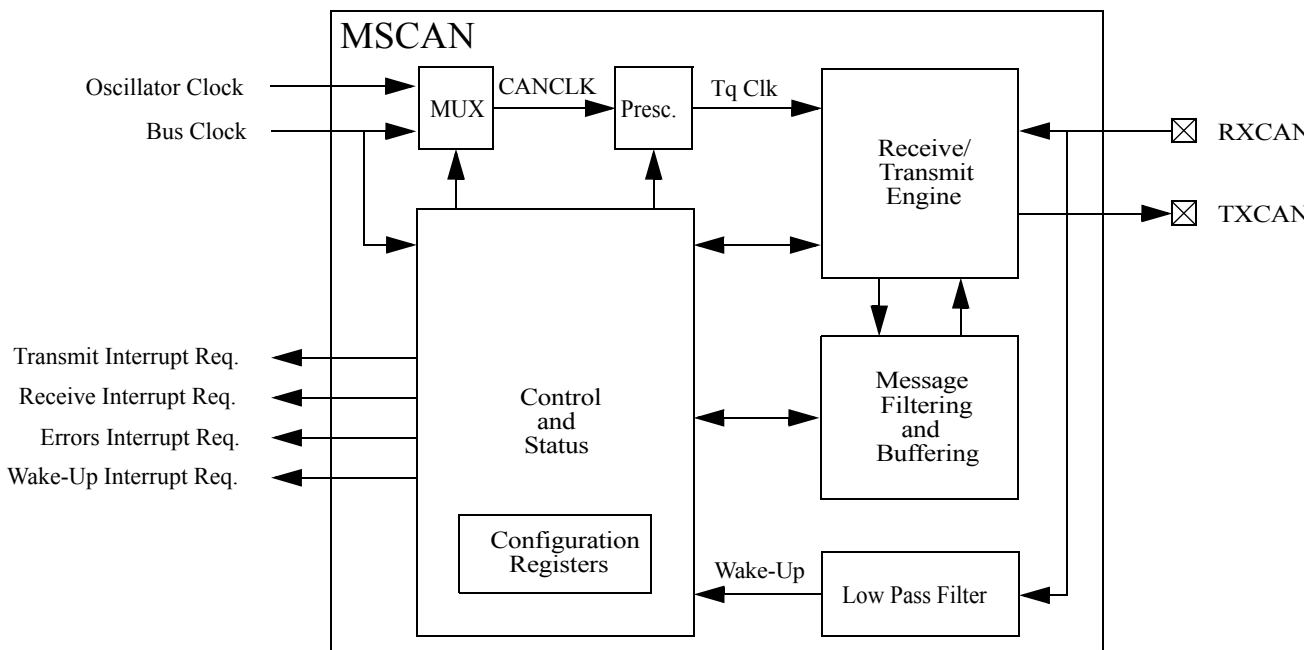 MSCAN
Oscillator Clock
MUX
CANCLK
Presc.
Tq Clk
Bus Clock
Receive/
Transmit
Engine
RXCAN
TXCAN
Transmit Interrupt Req.
Receive Interrupt Req.
Errors Interrupt Req.
Wake-Up Interrupt Req.
Control
and
Status
Message
Filtering
and
Buffering
Configuration
Registers
Wake-Up
Low Pass Filter